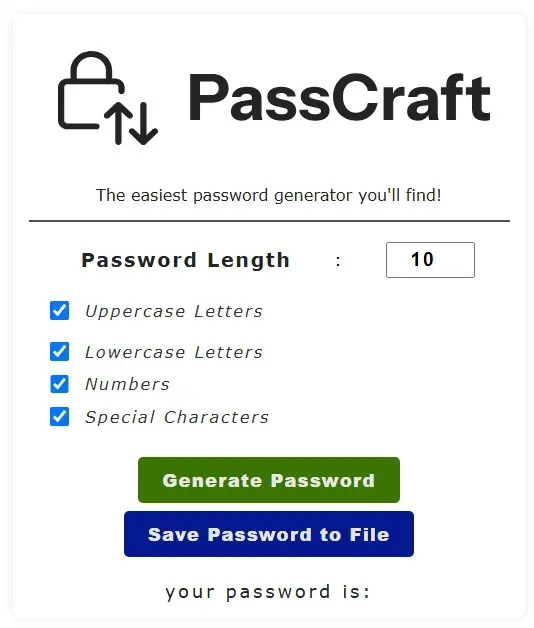 PassCraft
The easiest password generator you'll find!
Password Length : 10
Uppercase Letters
Lowercase Letters
Numbers
Special Characters
Generate Password
Save Password to File
your password is: